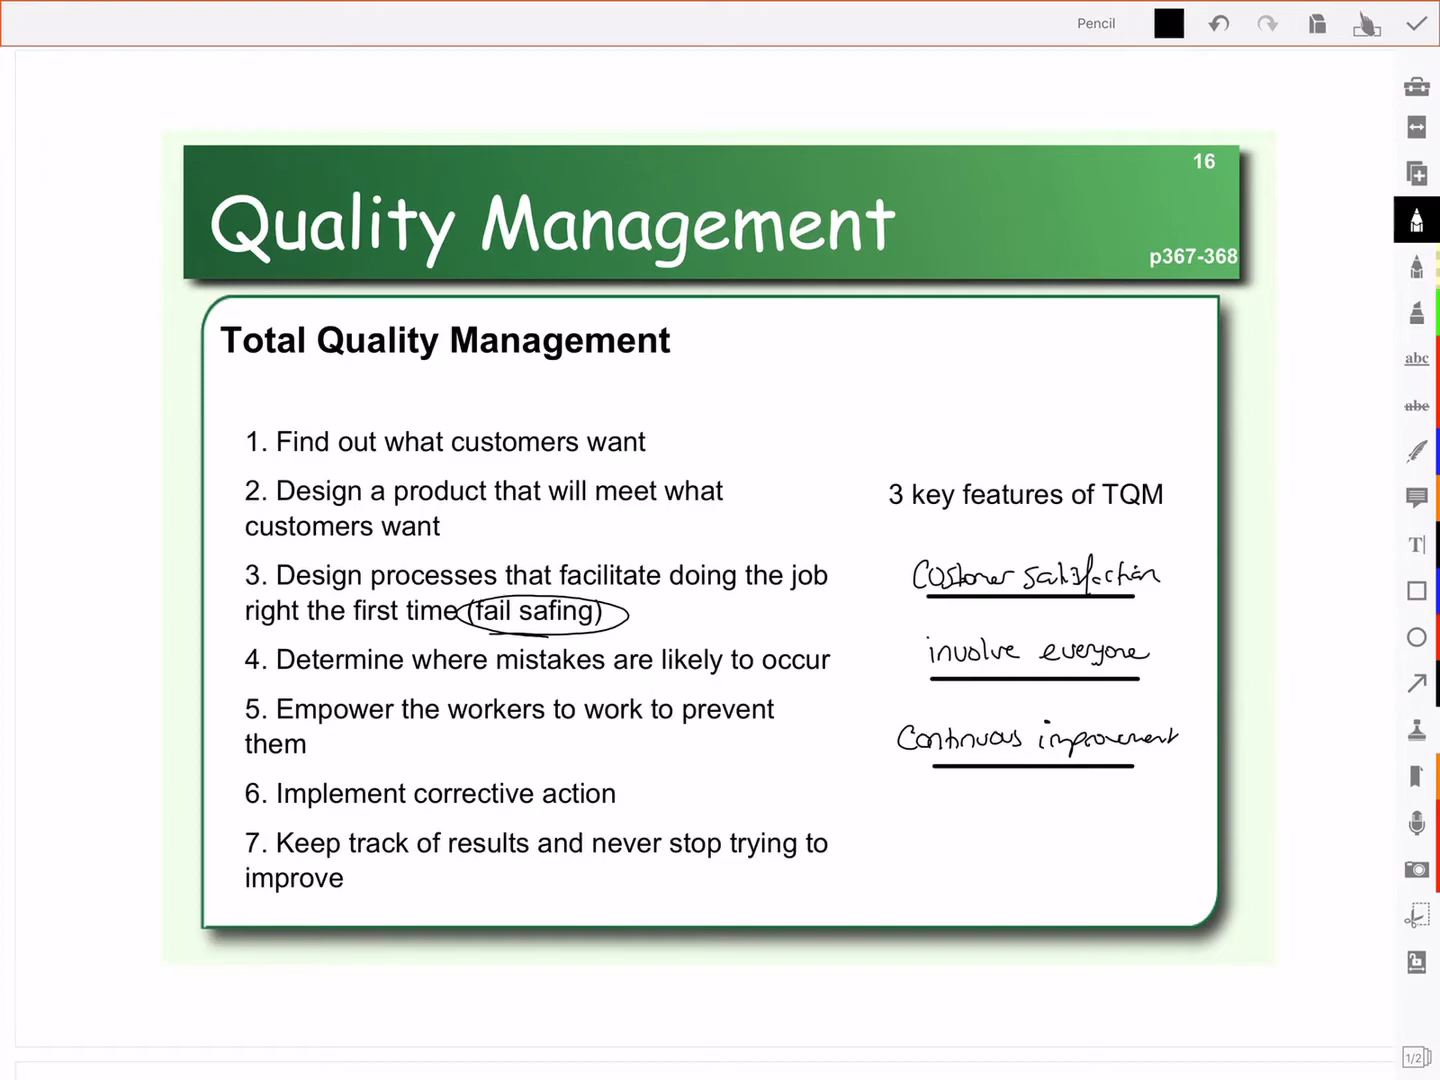 Pencil
16
Quality Management
p367-368
Total Quality Management
1. Find out what customers want
2. Design a product that will meet what
customers want
3. Design processes that facilitate doing the job
right the first time (fail safing)
4. Determine where mistakes are likely to occur
5. Empower the workers to work to prevent
them
6. Implement corrective action
7. Keep track of results and never stop trying to
improve
3 key features of TQM
Customer satisfaction
involve everyone
Continuous improvement
abc
abc
T
1/2